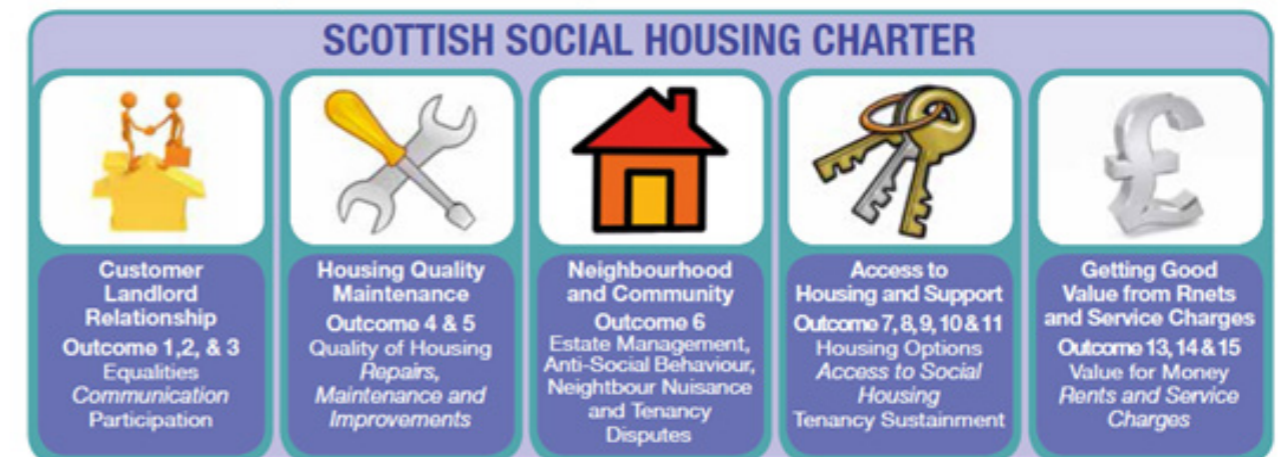 SCOTTISH SOCIAL HOUSING CHARTER
Customer
Landlord
Relationship
Outcome 1,2, & 3
Equalities
Communication
Participation
Housing Quality
Maintenance
Outcome 4 & 5
Quality of Housing
Repairs,
Maintenance and
Improvements
Neighbourhood
and Community
Outcome 6
Estate Management,
Anti-Social Behaviour,
Neightbour Nuisance
and Tenancy
Disputes
Access to
Housing and Support
Outcome 7, 8, 9, 10 & 11
Housing Options
Access to Social
Housing
Tenancy Sustainment
Getting Good
Value from Rnets
and Service Charges
Outcome 13, 14 & 15
Value for Money
Rents and Service
Charges